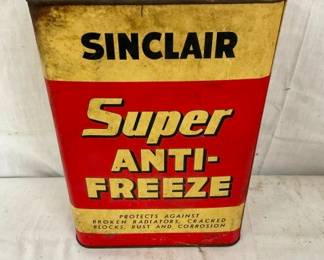 SINCLAIR
Super
ANTI-
FREEZE
PROTECTS AGAINST
BROKEN RADIATORS, CRACKED
BLOCKS, RUST AND CORROSION